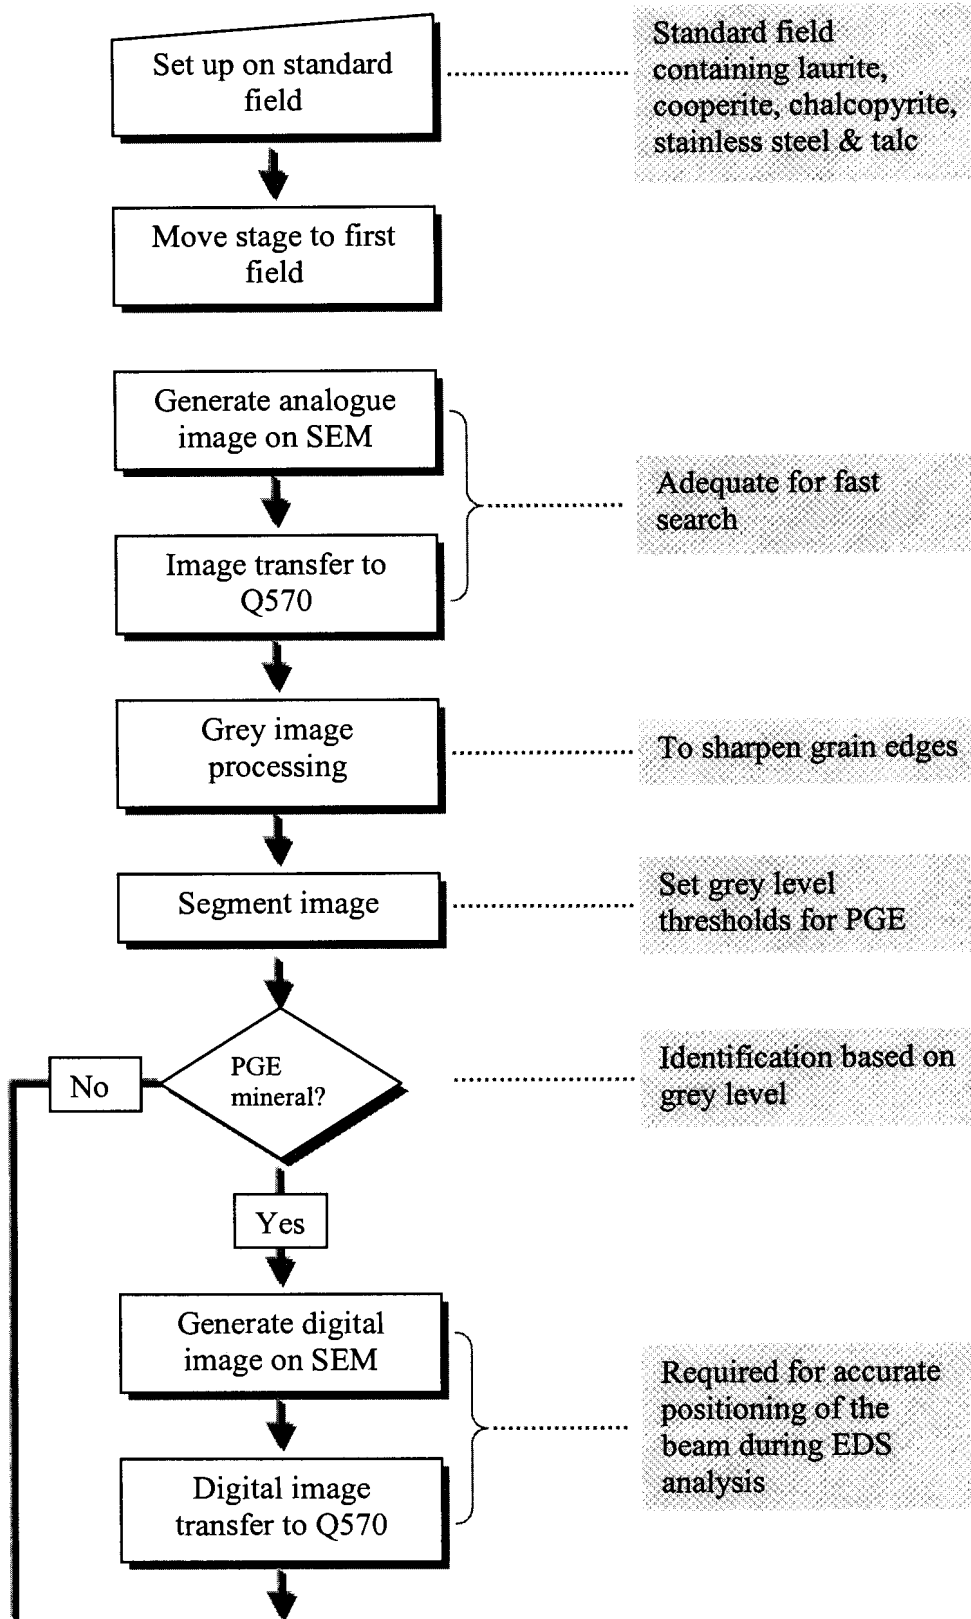 Set up on standard
field
Standard field
containing laurite,
cooperite, chalcopyrite,
stainless steel & talc
Move stage to first
field
Generate analogue
image on SEM
Adequate for fast
search
Image transfer to
Q570
Grey image
processing
To sharpen grain edges
Segment image
Set grey level
thresholds for PGE
PGE
mineral?
Identification based on
grey level
No
Yes
Generate digital
image on SEM
Required for accurate
positioning of the
beam during EDS
analysis
Digital image
transfer to Q570